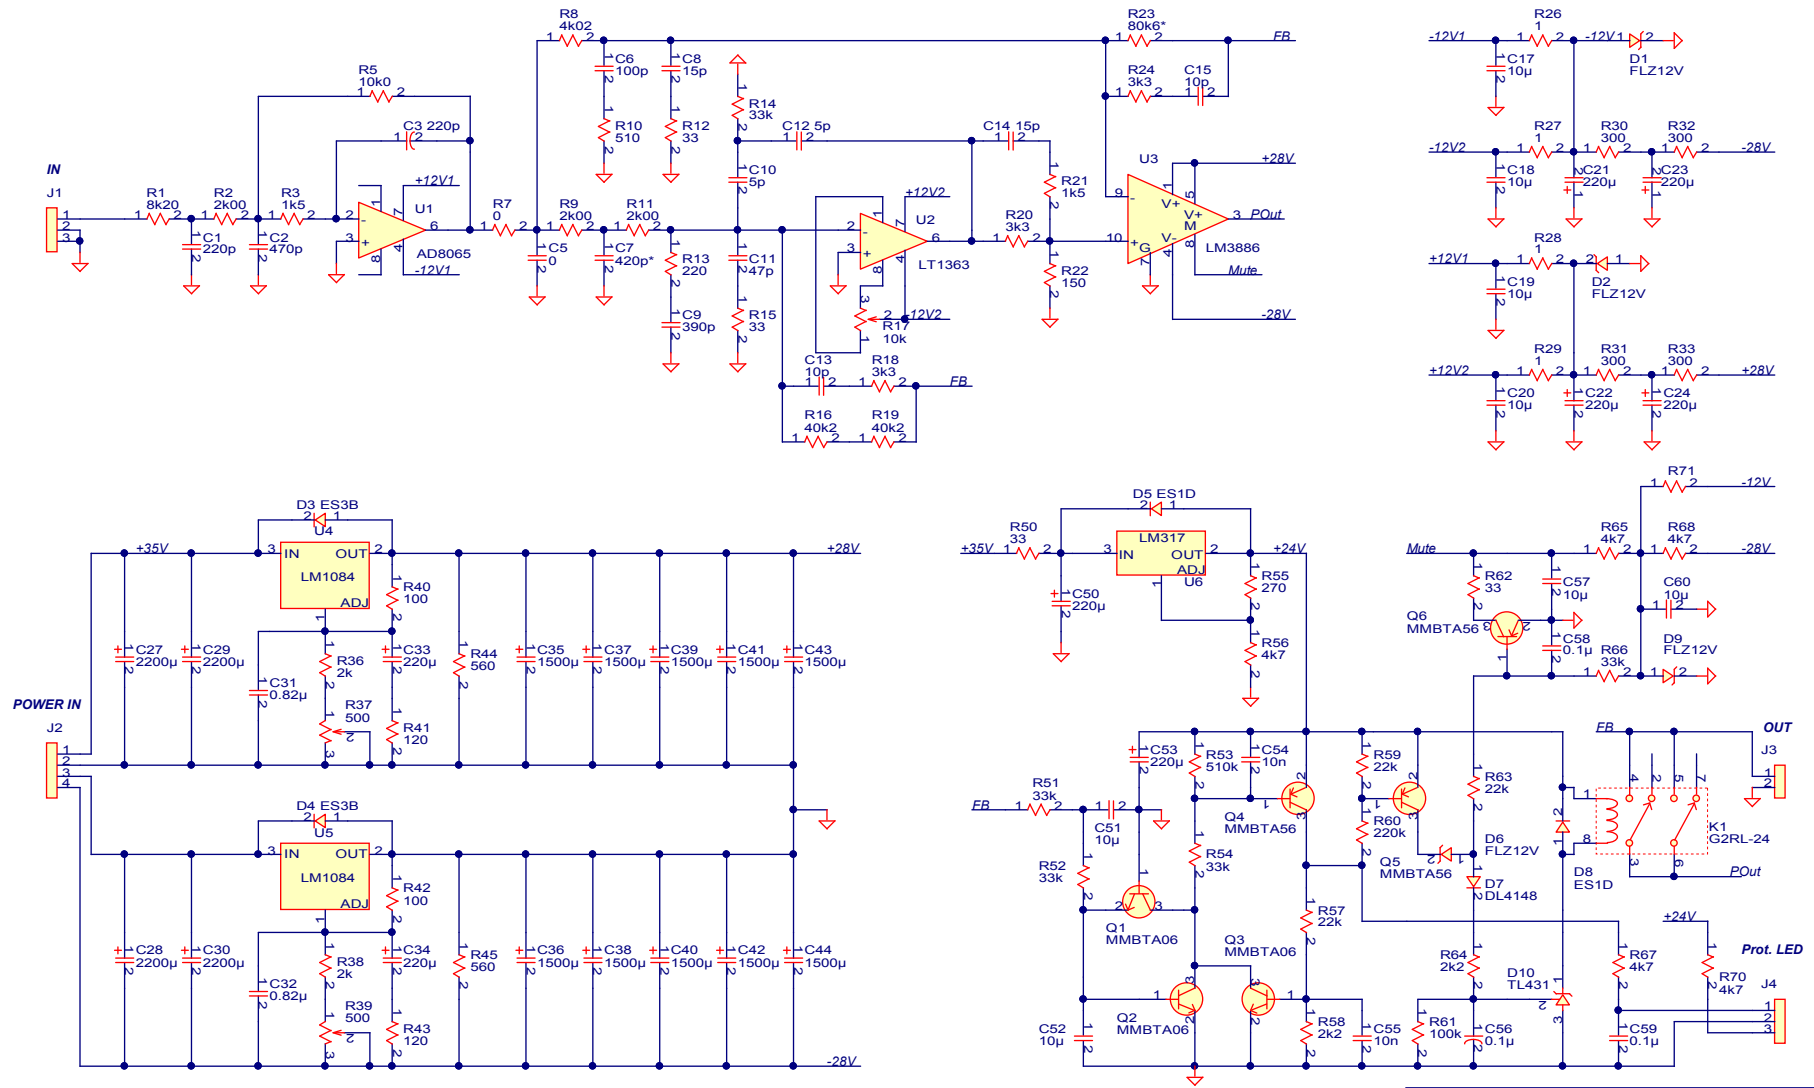 R8
4k02
R23
80k6*
FB
R26
1
-12V1
-12V
D1
FLZ12V
C17
10µ
C6
100p
C8
15p
R24
3k3
C15
10p
R5
10k0
R14
33k
C3 220p
R10
510
R12
33
C12 5p
C14 15p
R27
1
R30
300
R32
300
-12V2
-28V
C18
10µ
C21
220µ
C23
220µ
IN
J1
R1
8k20
R2
2k00
R3
1k5
C1
220p
C2
470p
+12V1
U1
AD8065
-12V1
R7
0
R9
2k00
R11
2k00
C5
0
C7
420p*
R13
220
C9
390p
C10
5p
C11
47p
R15
33
+12V2
U2
LT1363
-12V2
R17
10k
R20
3k3
R21
1k5
R22
150
U3
+28V
V+
V+
M
V-
G
LM3886
POut
Mute
-28V
R28
1
+12V1
D2
FLZ12V
C19
10µ
C13
10p
R18
3k3
FB
R16
40k2
R19
40k2
R29
1
R31
300
R33
300
+12V2
+28V
C20
10µ
C22
220µ
C24
220µ
D3 ES3B
U4
+35V
IN OUT
LM1084
ADJ
+28V
R40
100
C27
2200µ
C29
2200µ
R36
2k
C33
220µ
R44
560
C35
1500µ
C37
1500µ
C39
1500µ
C41
1500µ
C43
1500µ
C31
0.82µ
R37
500
R41
120
POWER IN
J2
D4 ES3B
U5
IN OUT
LM1084
ADJ
R42
100
C28
2200µ
C30
2200µ
R38
2k
C34
220µ
R45
560
C36
1500µ
C38
1500µ
C40
1500µ
C42
1500µ
C44
1500µ
C32
0.82µ
R39
500
R43
120
-28V
D5 ES1D
R50
33
+35V
LM317
IN OUT
ADJ
U6
+24V
R55
270
C50
220µ
R56
4k7
R71
-12V
R65
4k7
R68
4k7
Mute
-28V
R62
33
C57
10µ
C60
10µ
Q6
MMBTA56
C58
0.1µ
R66
33k
D9
FLZ12V
FB
OUT
J3
C53
220µ
R53
510k
C54
10n
R59
22k
R63
22k
R51
33k
FB
C51
10µ
Q4
MMBTA56
R60
220k
Q5
MMBTA56
D6
FLZ12V
K1
G2RL-24
R52
33k
R54
33k
D7
DL4148
D8
ES1D
POut
Q1
MMBTA06
Q3
MMBTA06
R57
22k
+24V
R64
2k2
D10
TL431
R67
4k7
R70
4k7
Prot. LED
J4
Q2
MMBTA06
C52
10µ
R58
2k2
C55
10n
R61
100k
C56
0.1µ
C59
0.1µ